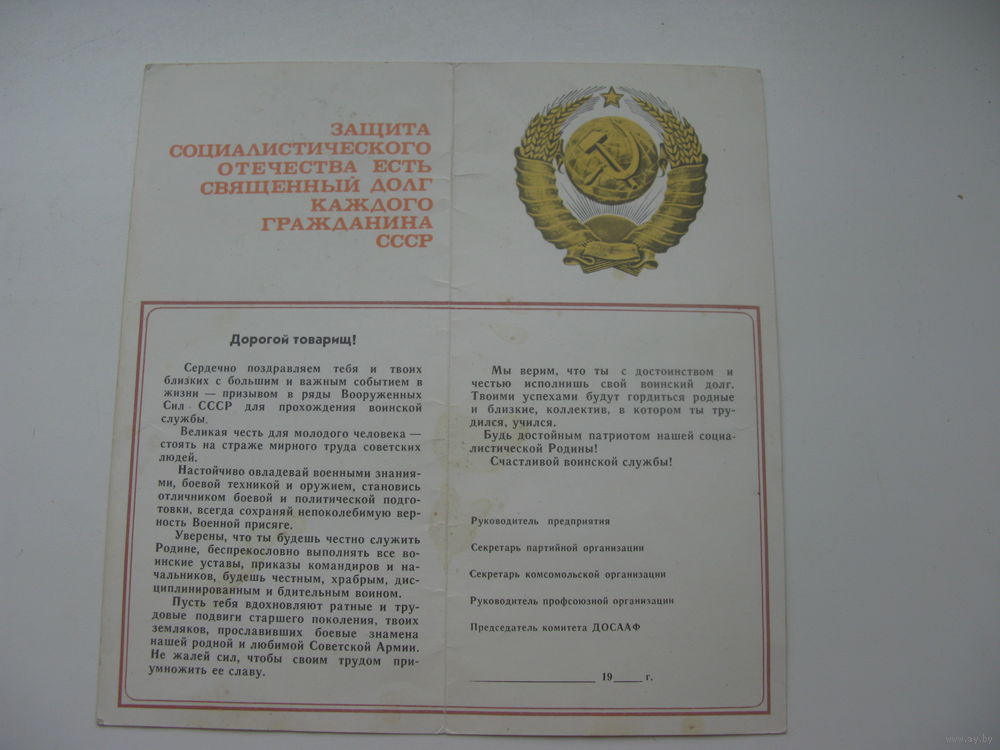 ЗАЩИТА
СОЦИАЛИСТИЧЕСКОГО
ОТЕЧЕСТВА ЕСТЬ
СВЯЩЕННЫЙ ДОЛГ
КАЖДОГО
ГРАЖДАНИНА
СССР
Дорогой товарищ!
Сердечно поздравляем тебя и твоих
близких с большим и важным событием в
жизни — призывом в ряды Вооруженных
Сил СССР для прохождения воинской
службы.
Великая честь для молодого человека —
стоять на страже мирного труда советских
людей.
Настойчиво овладевай военными знания-
ми, боевой техникой и оружием, становись
отличником боевой и политической подго-
товки, всегда сохраняй непоколебимую вер-
ность Военной присяге.
Уверены, что ты будешь честно служить
Родине, беспрекословно выполнять все во-
инские уставы, приказы командиров и на-
чальников, будешь честным, храбрым, дис-
циплинированным и бдительным воином.
Пусть тебя вдохновляют ратные и тру-
довые подвиги старшего поколения, твоих
земляков, прославивших боевые знамена
нашей родной и любимой Советской Армии.
Не жалей сил, чтобы своим трудом при-
умножить ее славу.
Мы верим, что ты с достоинством и
честью исполнишь свой воинский долг.
Твоими успехами будут гордиться родные
и близкие, коллектив, в котором ты тру-
дился, учился.
Будь достойным патриотом нашей социа-
листической Родины!
Счастливой воинской службы!
Руководитель предприятия
Секретарь партийной организации
Секретарь комсомольской организации
Руководитель профсоюзной организации
Председатель комитета ДОСААФ
19 г.
www.ay.by